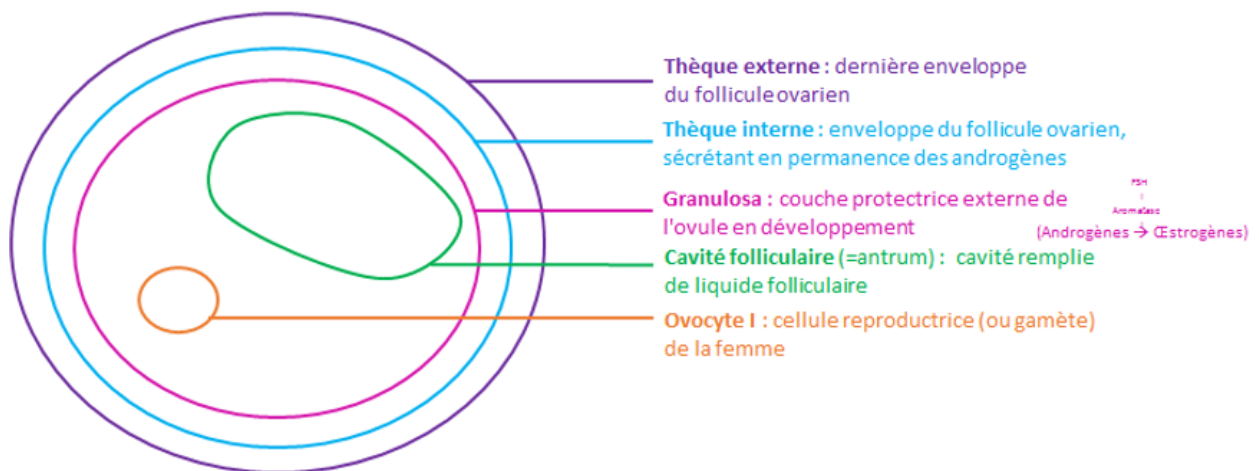 Thèque externe : dernière enveloppe
du follicule ovarien
Thèque interne : enveloppe du follicule ovarien,
sécrétant en permanence des androgènes
Granulosa : couche protectrice externe de
l'ovule en développement
FSH
↓
Aromatase
(Androgènes → Œstrogènes)
Cavité folliculaire (=antrum) : cavité remplie
de liquide folliculaire
Ovocyte I : cellule reproductrice (ou gamète)
de la femme